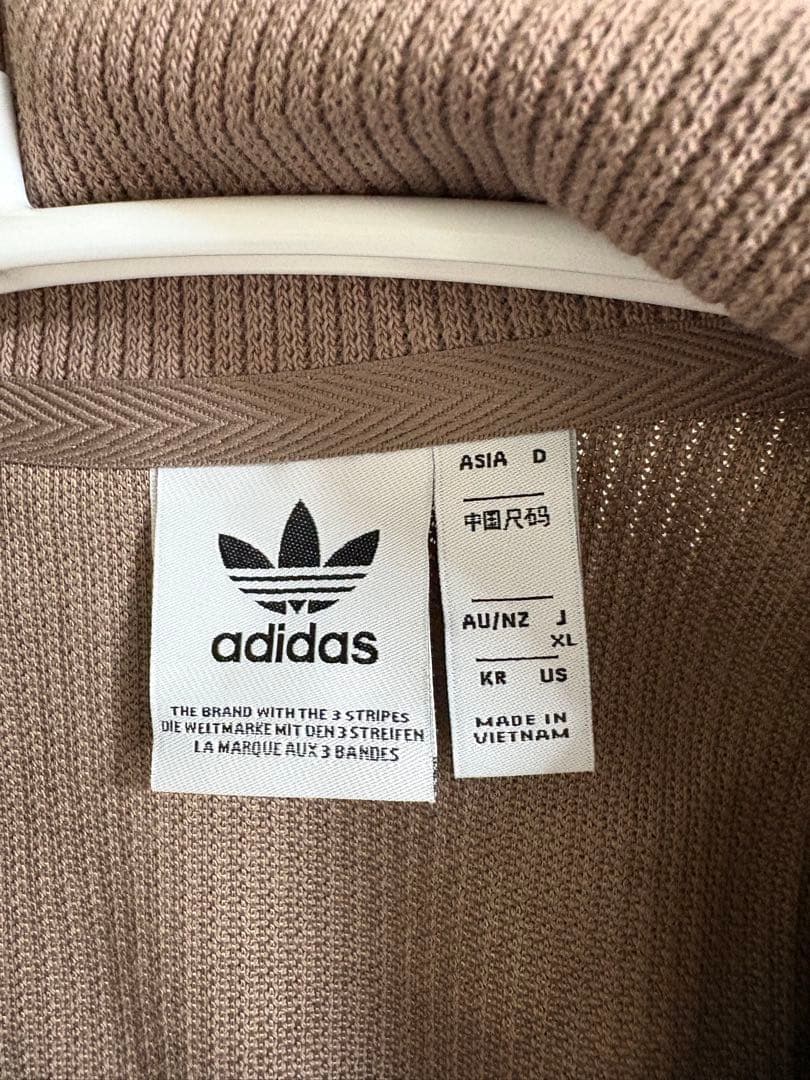 adidas
THE BRAND WITH THE 3 STRIPES
DIE WELTMARKE MIT DEN 3 STREIFEN
LA MARQUE AUX 3 BANDES
ASIA D
中国尺码
AU/NZ J
XL
KR US
MADE IN
VIETNAM